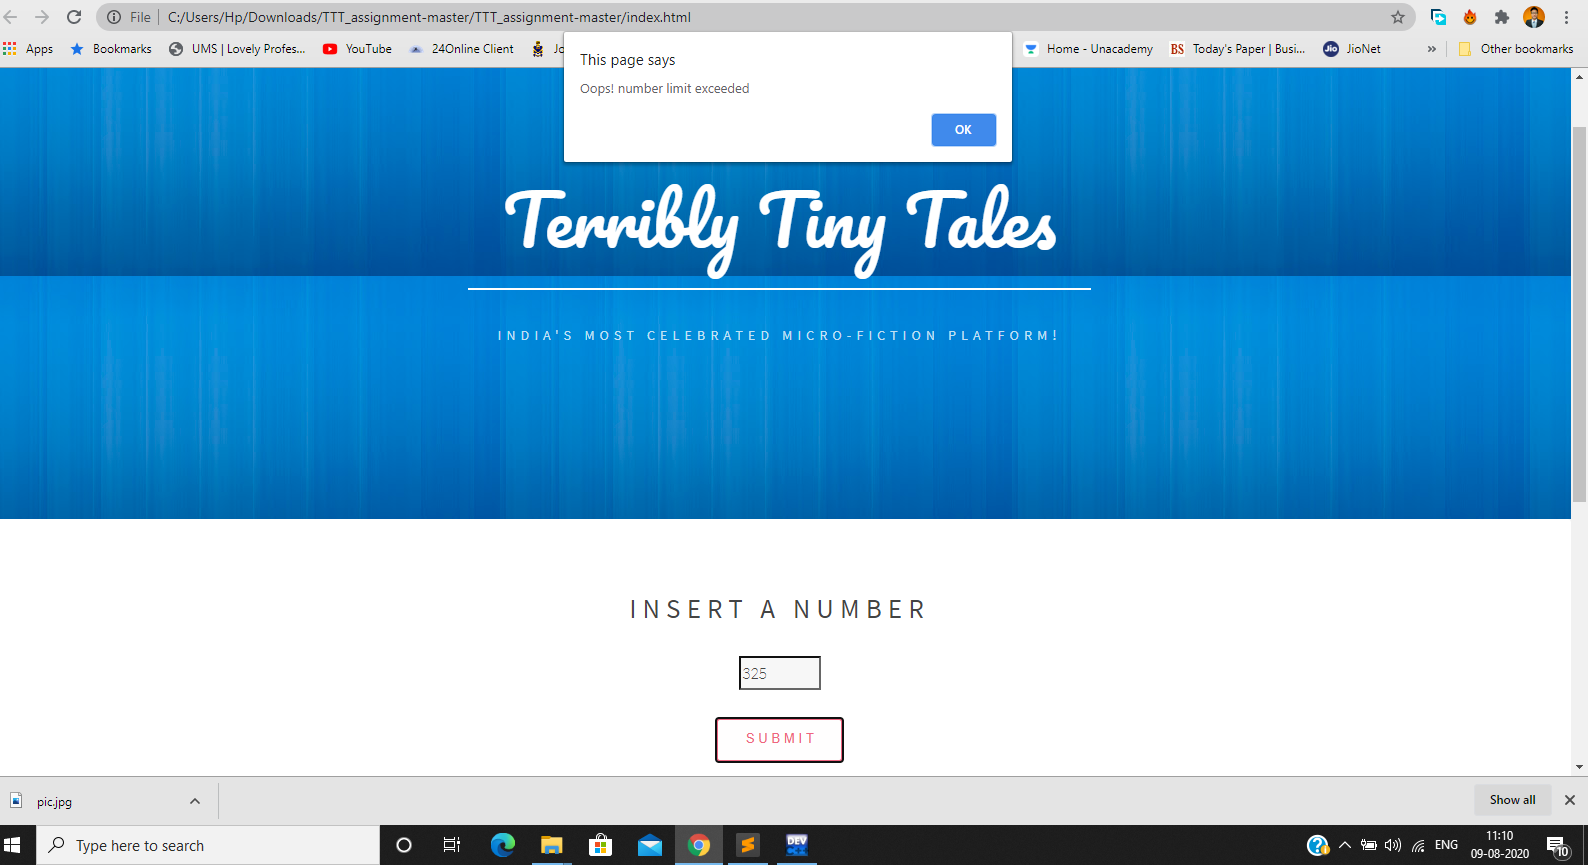 File
C:/Users/Hp/Downloads/TTT_assignment-master/TTT_assignment-master/index.html
Apps
Bookmarks
UMS | Lovely Profes...
YouTube
24Online Client
Home - Unacademy
BS
Today's Paper | Busi...
Jio
JioNet
»
Other bookmarks
This page says
Oops! number limit exceeded
OK
Terribly Tiny Tales
INDIA'S MOST CELEBRATED MICRO-FICTION PLATFORM!
INSERT A NUMBER
325
SUBMIT
pic.jpg
Show all
Type here to search
DEV
ENG
11:10
09-08-2020
10